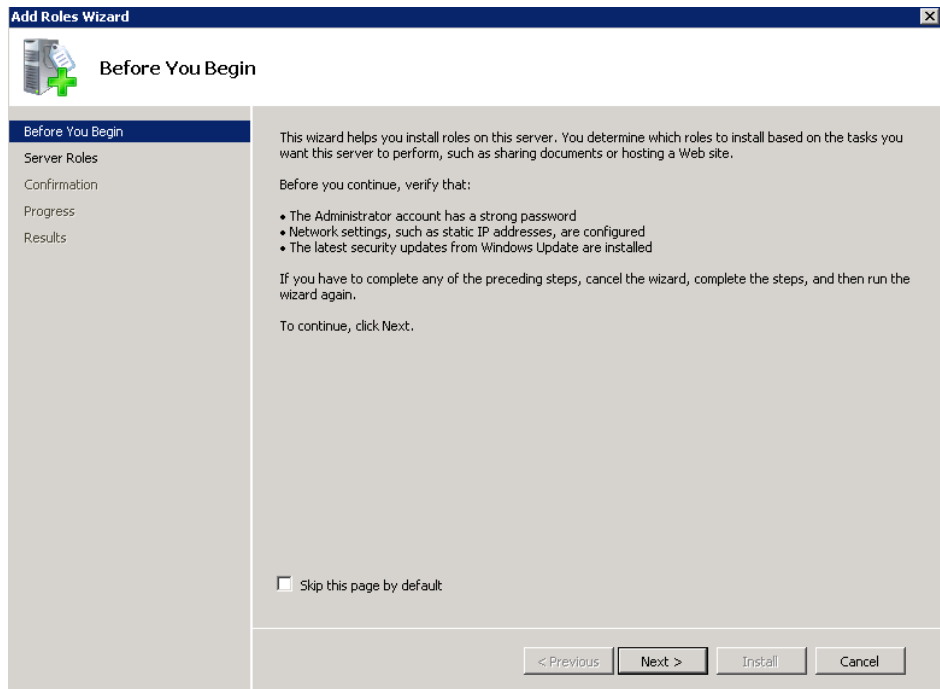 Add Roles Wizard
Before You Begin
Before You Begin
Server Roles
Confirmation
Progress
Results
This wizard helps you install roles on this server. You determine which roles to install based on the tasks you
want this server to perform, such as sharing documents or hosting a Web site.
Before you continue, verify that:
• The Administrator account has a strong password
• Network settings, such as static IP addresses, are configured
• The latest security updates from Windows Update are installed
If you have to complete any of the preceding steps, cancel the wizard, complete the steps, and then run the
wizard again.
To continue, click Next.
Skip this page by default
< Previous
Next >
Install
Cancel